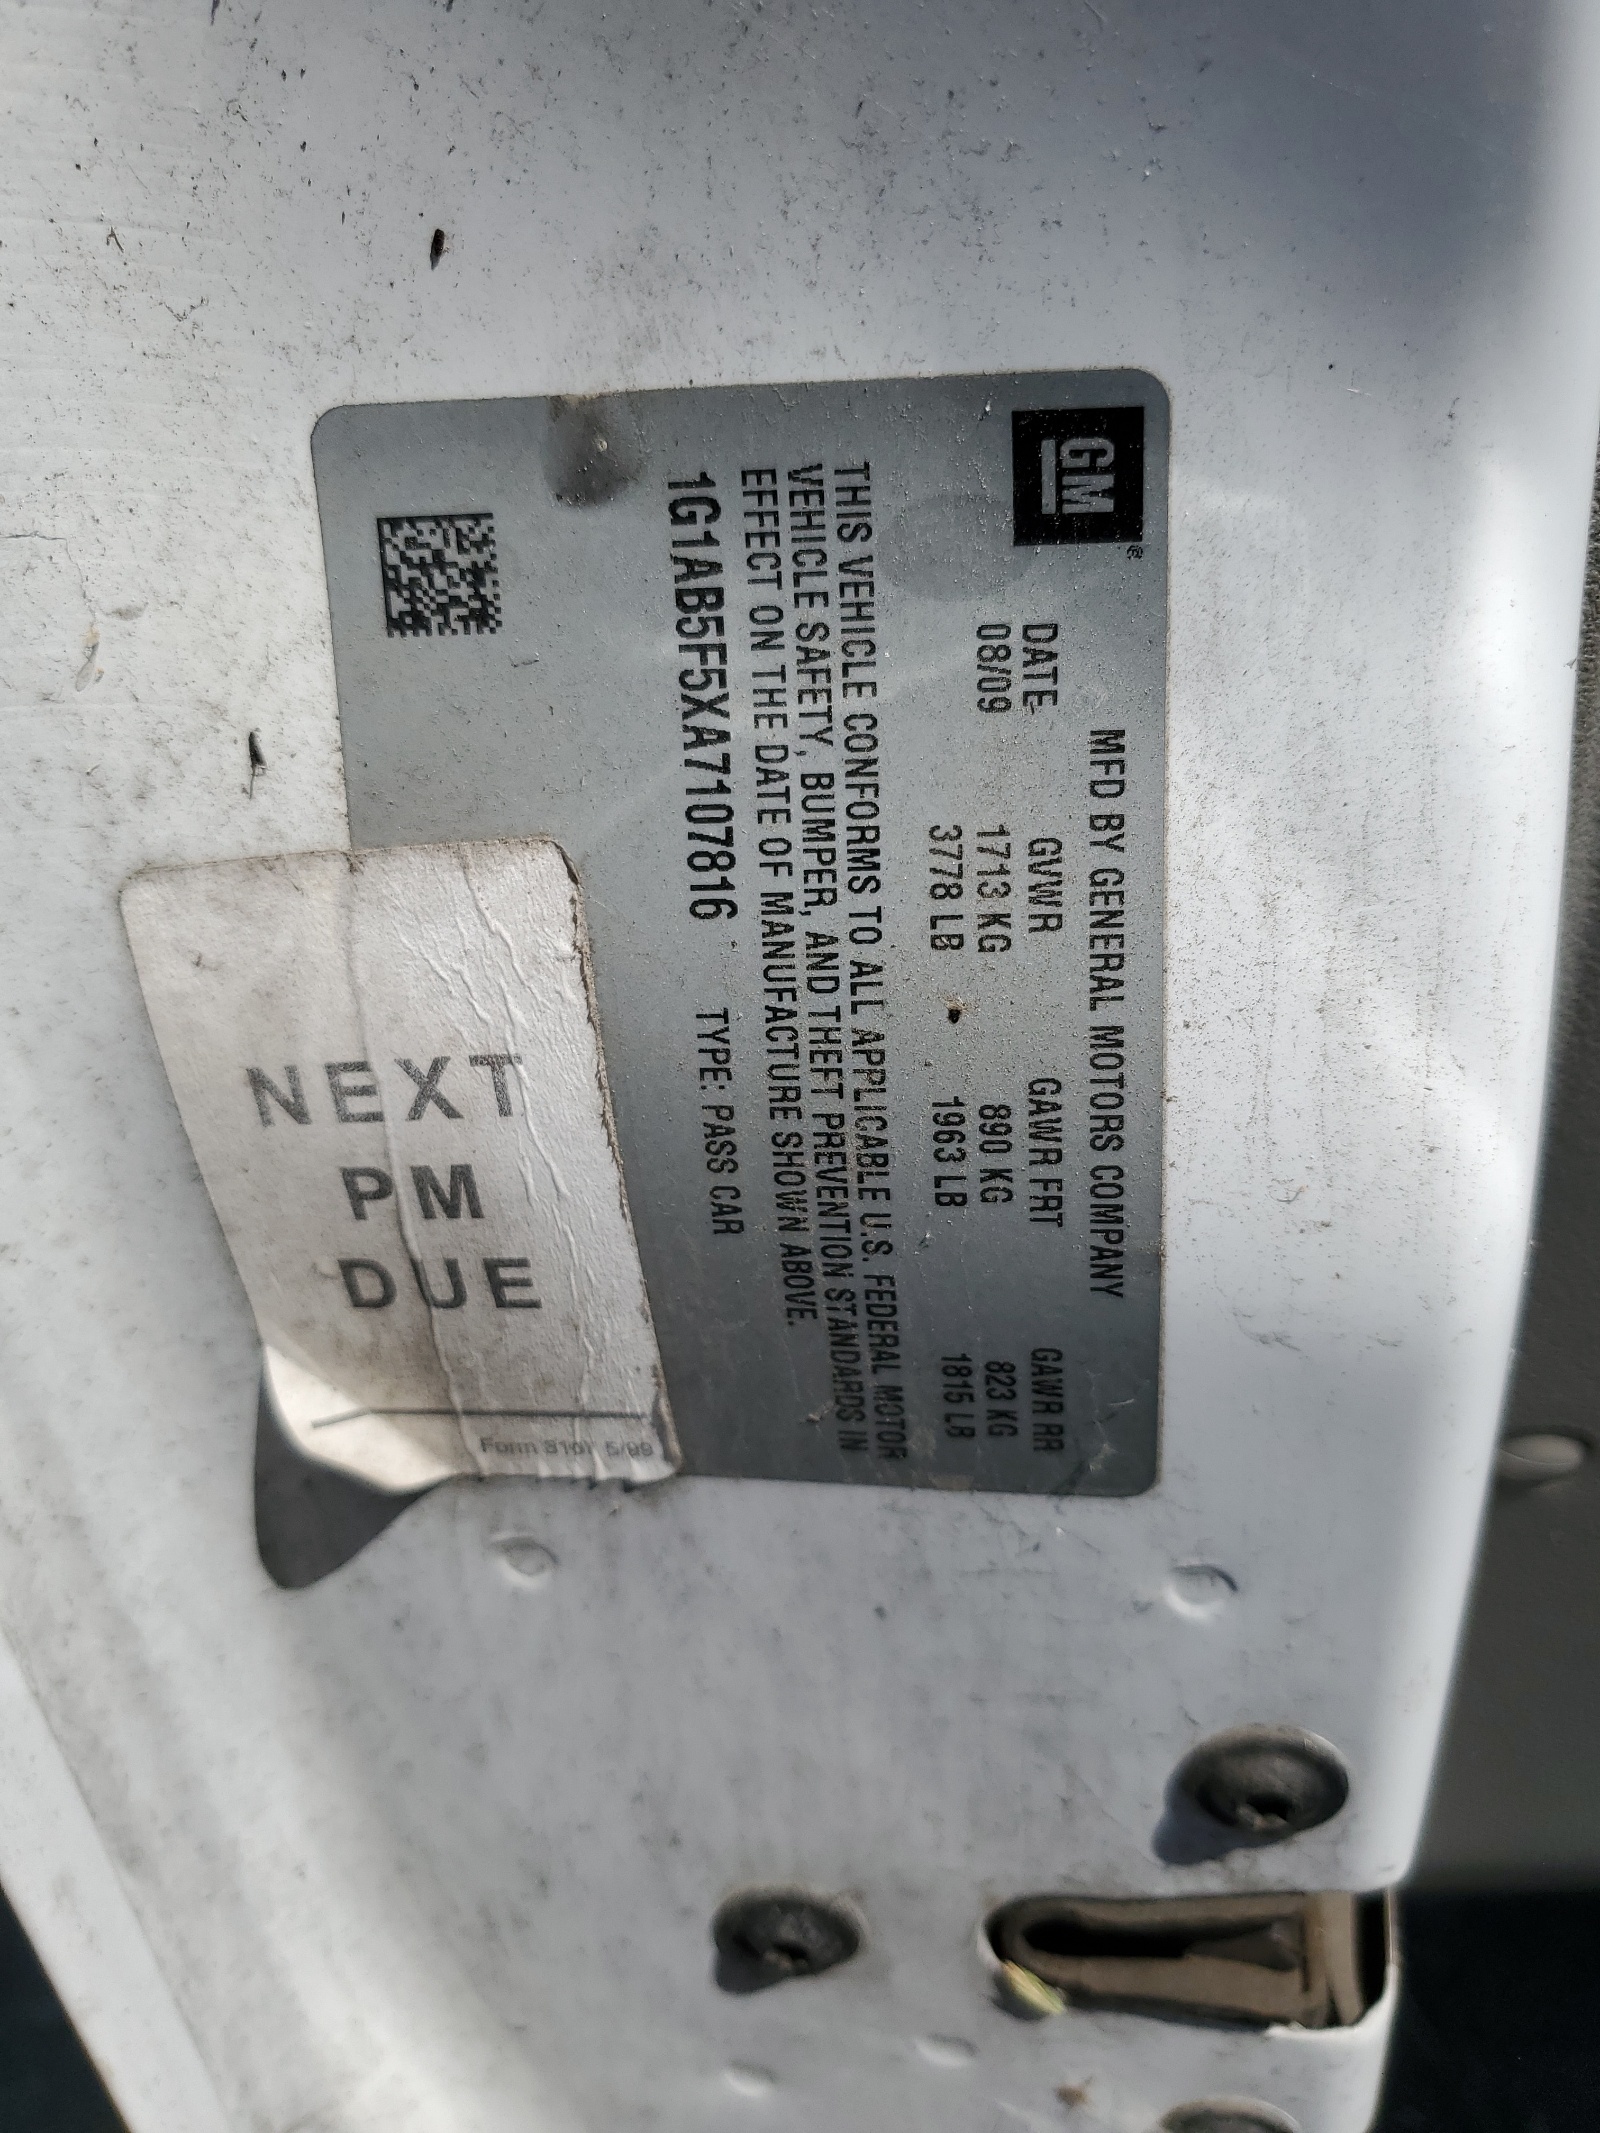 GM®
MFD BY GENERAL MOTORS COMPANY
DATE GVWR GAWR FRT GAWR RR
08/09 1713 KG 890 KG 823 KG
3778 LB 1963 LB 1815 LB
THIS VEHICLE CONFORMS TO ALL APPLICABLE U.S. FEDERAL MOTOR
VEHICLE SAFETY, BUMPER, AND THEFT PREVENTION STANDARDS IN
EFFECT ON THE DATE OF MANUFACTURE SHOWN ABOVE.
1G1AB5F5XA7107816 TYPE: PASS CAR
NEXT
PM
DUE
Form 5/99